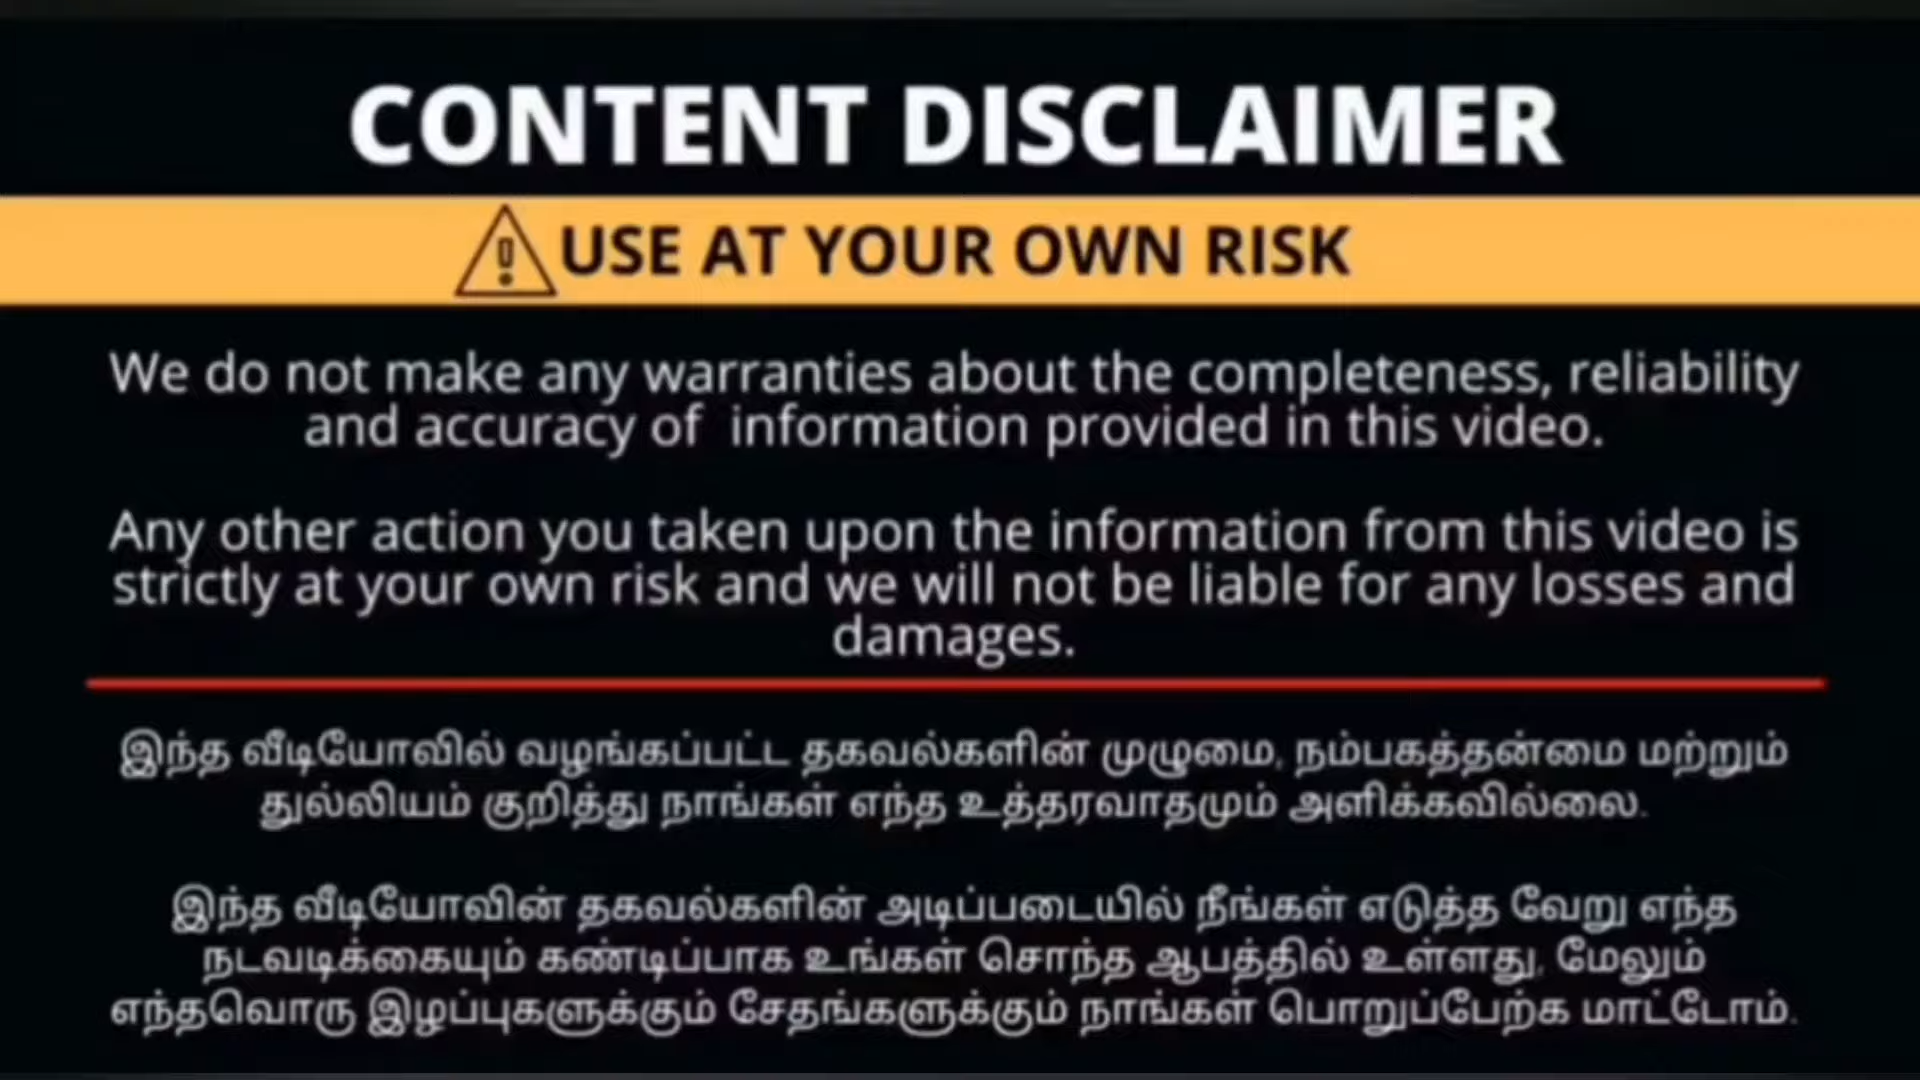 CONTENT DISCLAIMER
USE AT YOUR OWN RISK
We do not make any warranties about the completeness, reliability
and accuracy of information provided in this video.
Any other action you taken upon the information from this video is
strictly at your own risk and we will not be liable for any losses and
damages.
இந்த வீடியோவில் வழங்கப்பட்ட தகவல்களின் முழுமை, நம்பகத்தன்மை மற்றும்
துல்லியம் குறித்து நாங்கள் எந்த உத்தரவாதமும் அளிக்கவில்லை.
இந்த வீடியோவின் தகவல்களின் அடிப்படையில் நீங்கள் எடுத்த வேறு எந்த
நடவடிக்கையும் கண்டிப்பாக உங்கள் சொந்த ஆபத்தில் உள்ளது, மேலும்
எந்தவொரு இழப்புகளுக்கும் சேதங்களுக்கும் நாங்கள் பொறுப்பேற்க மாட்டோம்.